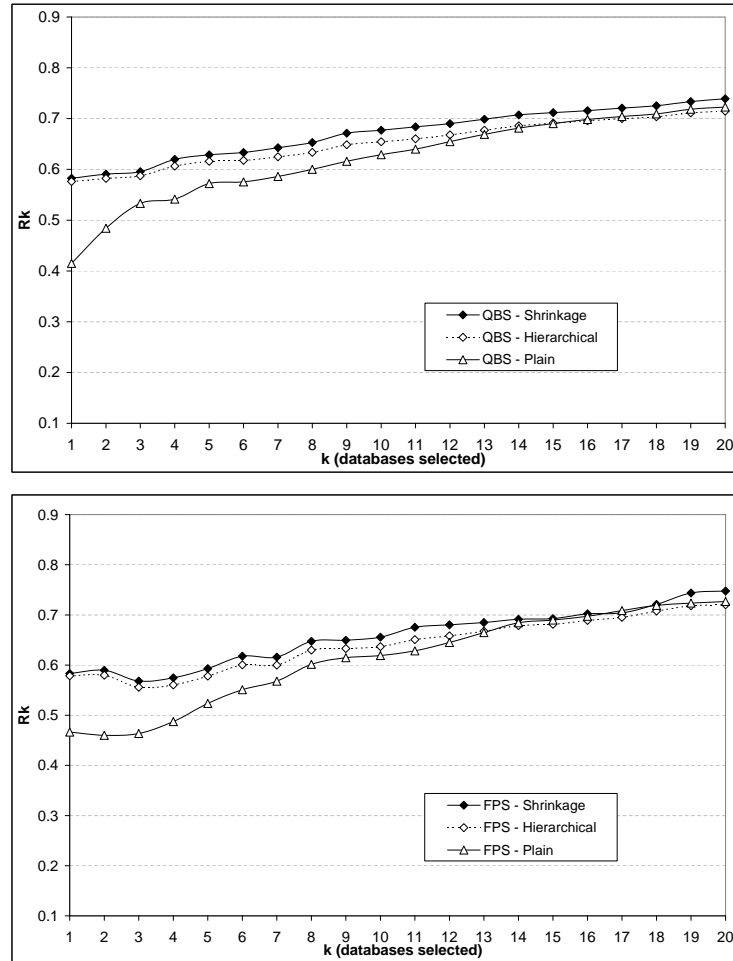 0.9
0.8
0.7
0.6
0.5
0.4
0.3
0.2
0.1
Rk
QBS - Shrinkage
QBS - Hierarchical
QBS - Plain
1 2 3 4 5 6 7 8 9 10 11 12 13 14 15 16 17 18 19 20
k (databases selected)
0.9
0.8
0.7
0.6
0.5
0.4
0.3
0.2
0.1
Rk
FPS - Shrinkage
FPS - Hierarchical
FPS - Plain
1 2 3 4 5 6 7 8 9 10 11 12 13 14 15 16 17 18 19 20
k (databases selected)